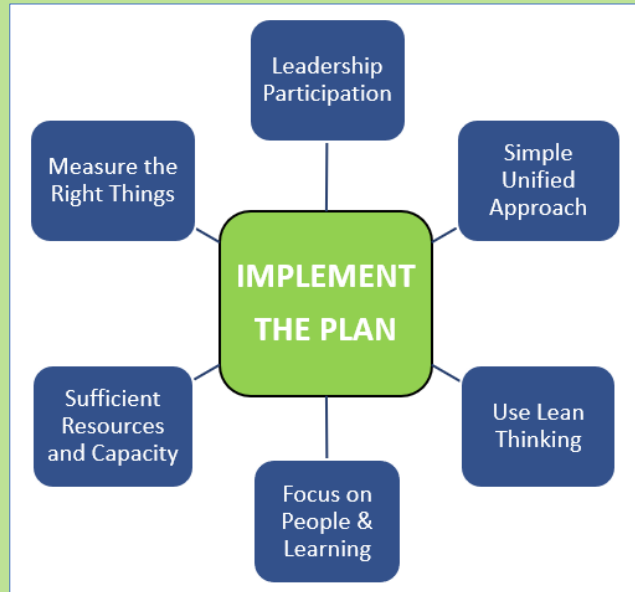 Leadership
Participation
Measure the
Right Things
Simple
Unified
Approach
IMPLEMENT
THE PLAN
Sufficient
Resources
and Capacity
Use Lean
Thinking
Focus on
People &
Learning